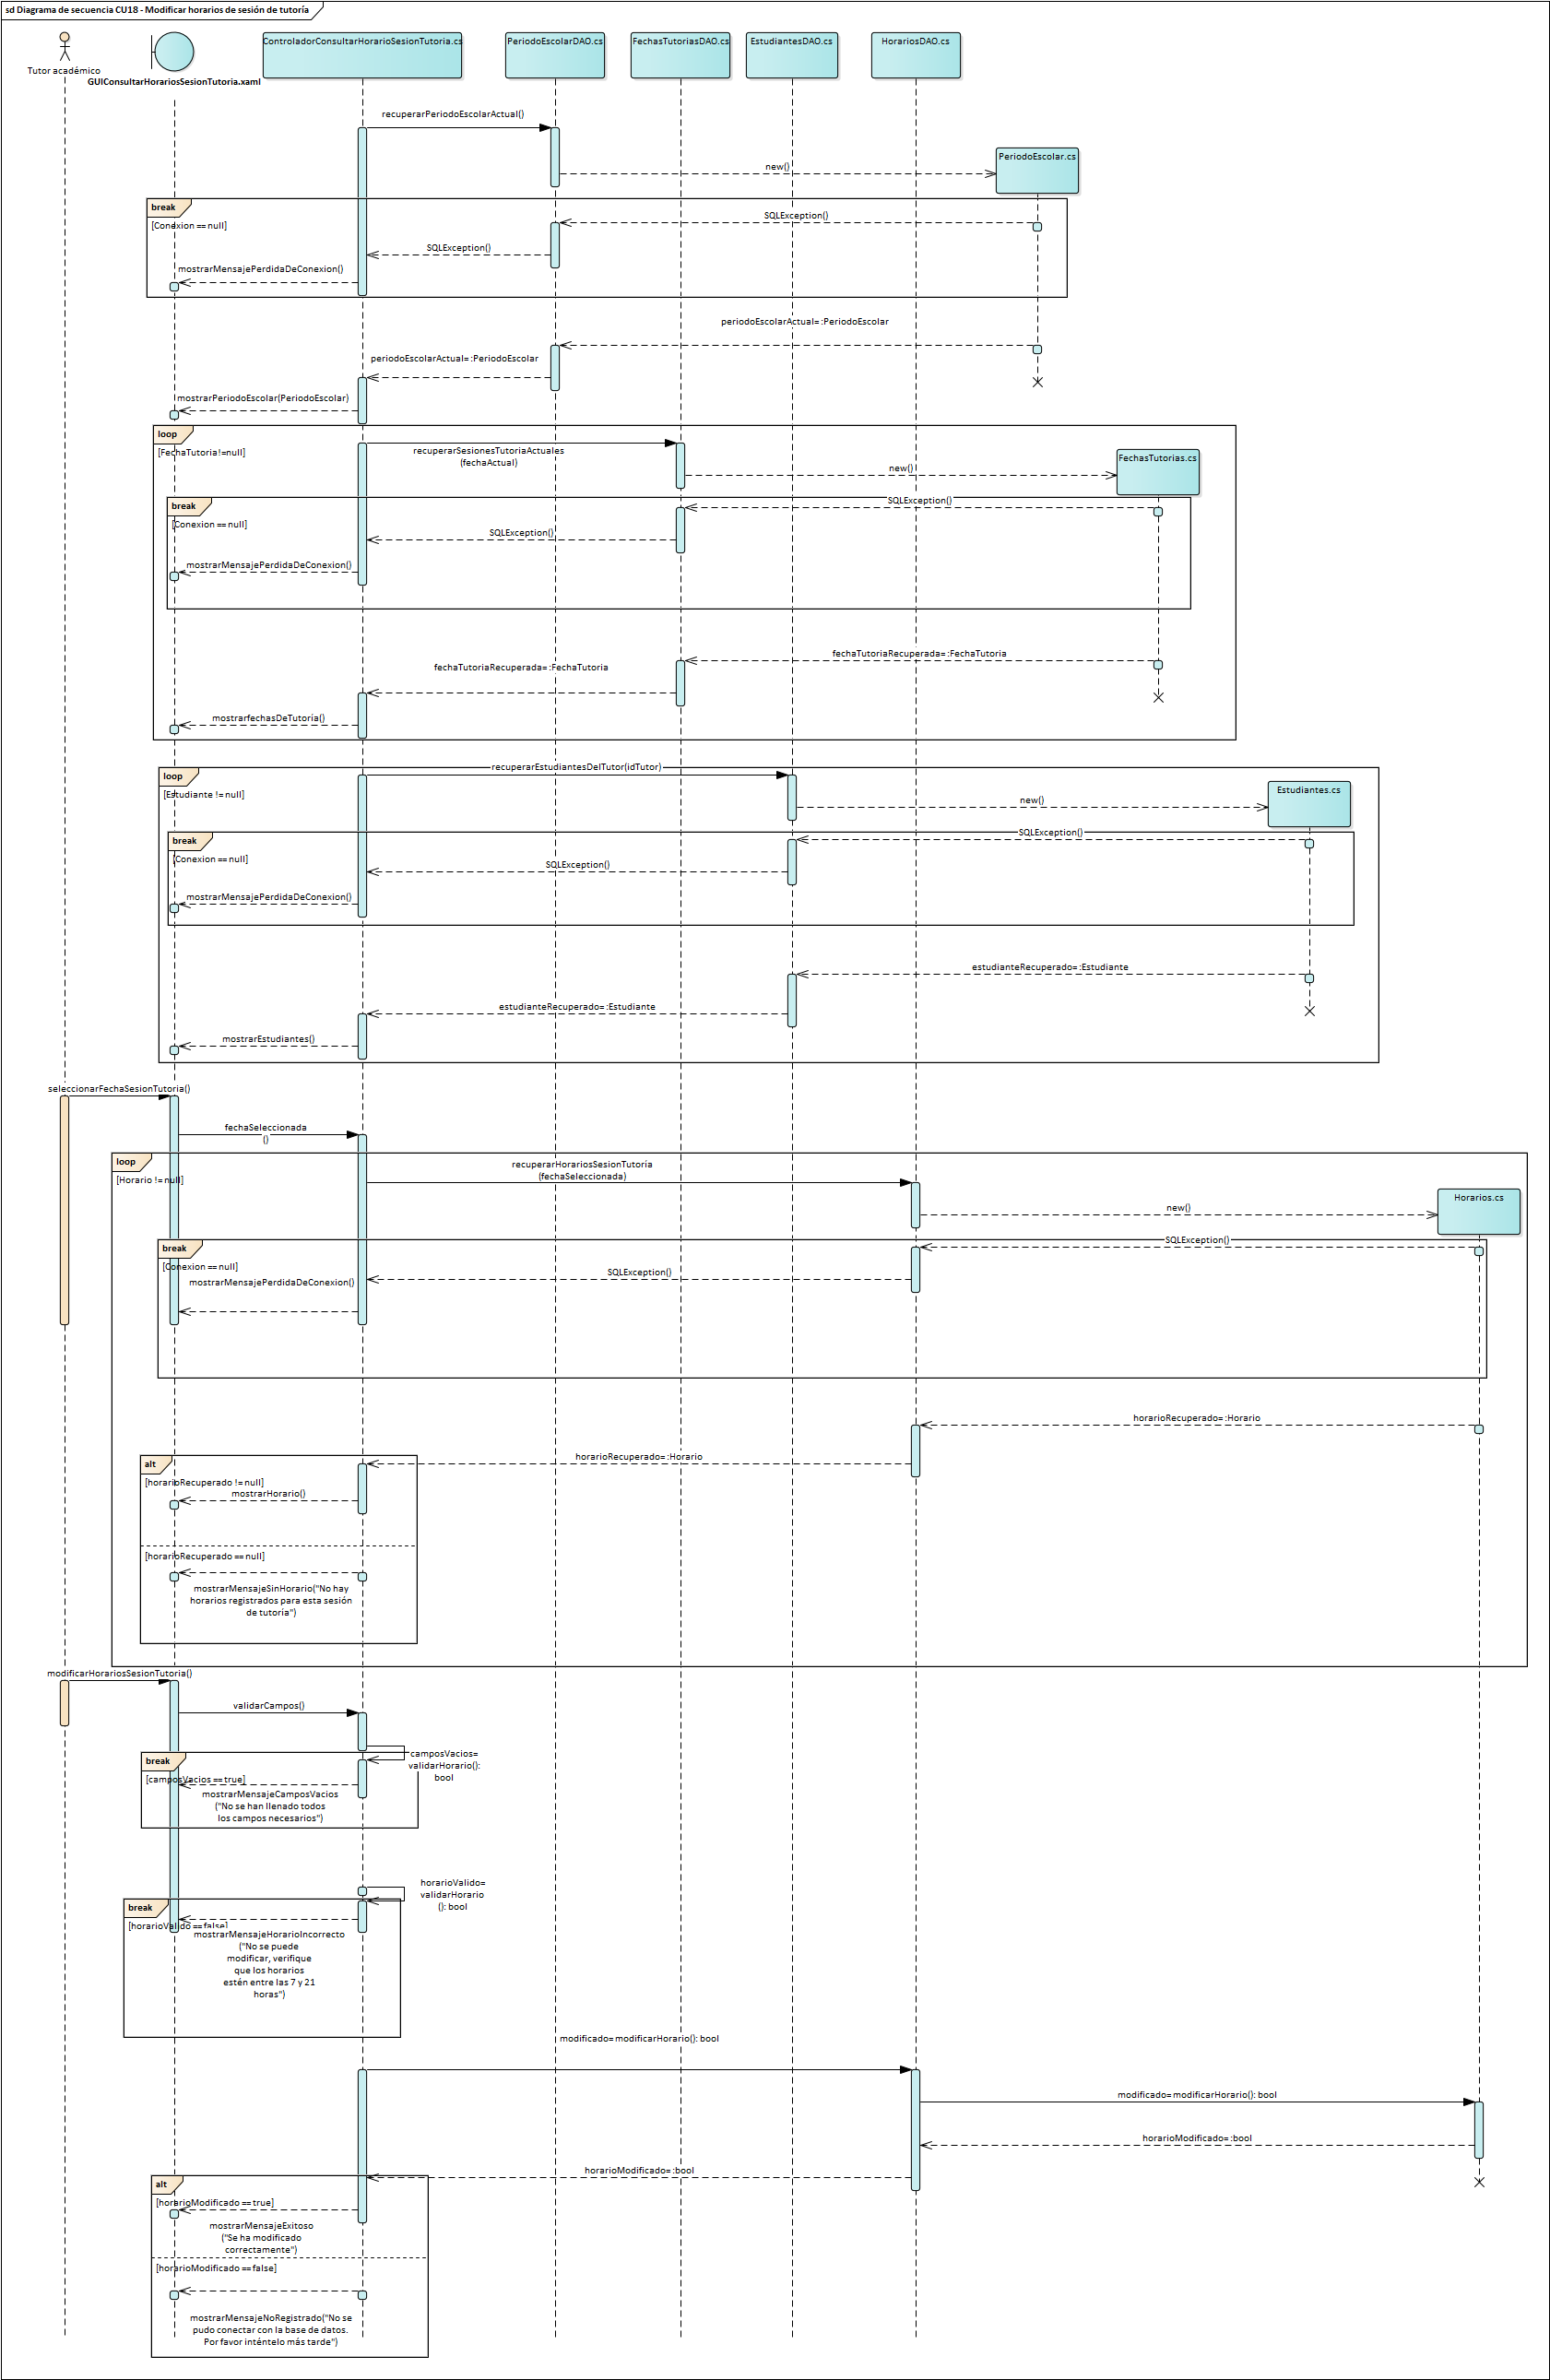 sd Diagrama de secuencia CU18 - Modificar horarios de sesión de tutoría
Tutor académico
GUIConsultarHorariosSesionTutoria.xaml
ControladorConsultarHorarioSesionTutoria.cs
PeriodoEscolarDAO.cs
FechasTutoriasDAO.cs
EstudiantesDAO.cs
HorariosDAO.cs
recuperarPeriodoEscolarActual()
PeriodoEscolar.cs
new()
break
[Conexion == null]
SQLException()
SQLException()
mostrarMensajePerdidaDeConexion()
periodoEscolarActual= :PeriodoEscolar
periodoEscolarActual= :PeriodoEscolar
mostrarPeriodoEscolar(PeriodoEscolar)
loop
[FechaTutoria!=null]
recuperarSesionesTutoriaActuales
(fechaActual)
FechasTutorias.cs
new()
break
[Conexion == null]
SQLException()
SQLException()
mostrarMensajePerdidaDeConexion()
fechaTutoriaRecuperada= :FechaTutoria
fechaTutoriaRecuperada= :FechaTutoria
mostrarfechasDeTutoria()
loop
[Estudiante != null]
recuperarEstudiantesDelTutor(idTutor)
Estudiantes.cs
new()
break
[Conexion == null]
SQLException()
SQLException()
mostrarMensajePerdidaDeConexion()
estudianteRecuperado= :Estudiante
estudianteRecuperado= :Estudiante
mostrarEstudiantes()
seleccionarFechaSesionTutoria()
fechaSeleccionada
()
loop
[Horario != null]
recuperarHorariosSesionTutoría
(fechaSeleccionada)
Horarios.cs
new()
break
[Conexion == null]
SQLException()
SQLException()
mostrarMensajePerdidaDeConexion()
horarioRecuperado= :Horario
horarioRecuperado= :Horario
alt
[horarioRecuperado != null]
mostrarHorario()
[horarioRecuperado == null]
mostrarMensajeSinHorario("No hay
horarios registrados para esta sesión
de tutoría")
modificarHorariosSesionTutoria()
validarCampos()
camposVacios=
validarHorario():
bool
break
[camposVacios == true]
mostrarMensajeCamposVacios
("No se han llenado todos
los campos necesarios")
horarioValido=
validarHorario
(): bool
break
[horarioValido == false]
mostrarMensajeHorarioIncorrecto
("No se puede
modificar, verifique
que los horarios
estén entre las 7 y 21
horas")
modificado= modificarHorario(): bool
modificado= modificarHorario(): bool
horarioModificado= :bool
horarioModificado= :bool
alt
[horarioModificado == true]
mostrarMensajeExitoso
("Se ha modificado
correctamente")
[horarioModificado == false]
mostrarMensajeNoRegistrado("No se
pudo conectar con la base de datos.
Por favor inténtelo más tarde")